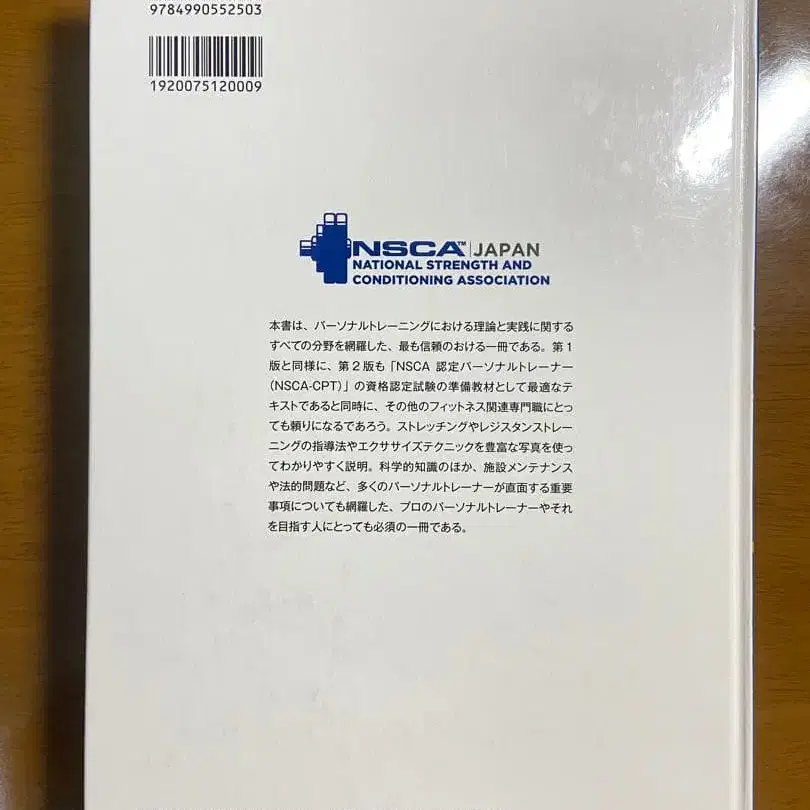 9784990552503
1920075120009
NSCA™ JAPAN
NATIONAL STRENGTH AND
CONDITIONING ASSOCIATION
本書は、パーソナルトレーニングにおける理論と実践に関する
すべての分野を網羅した、最も信頼のおける一冊である。第１
版と同様に、第２版も「NSCA 認定パーソナルトレーナー
（NSCA-CPT）」の資格認定試験の準備教材として最適なテ
キストであると同時に、その他のフィットネス関連専門職にとっ
ても頼りになるであろう。ストレッチングやレジスタンストレー
ニングの指導法やエクササイズテクニックを豊富な写真を使っ
てわかりやすく説明。科学的知識のほか、施設メンテナンス
や法的問題など、多くのパーソナルトレーナーが直面する重要
事項についても網羅した、プロのパーソナルトレーナーやそれ
を目指す人にとっても必須の一冊である。